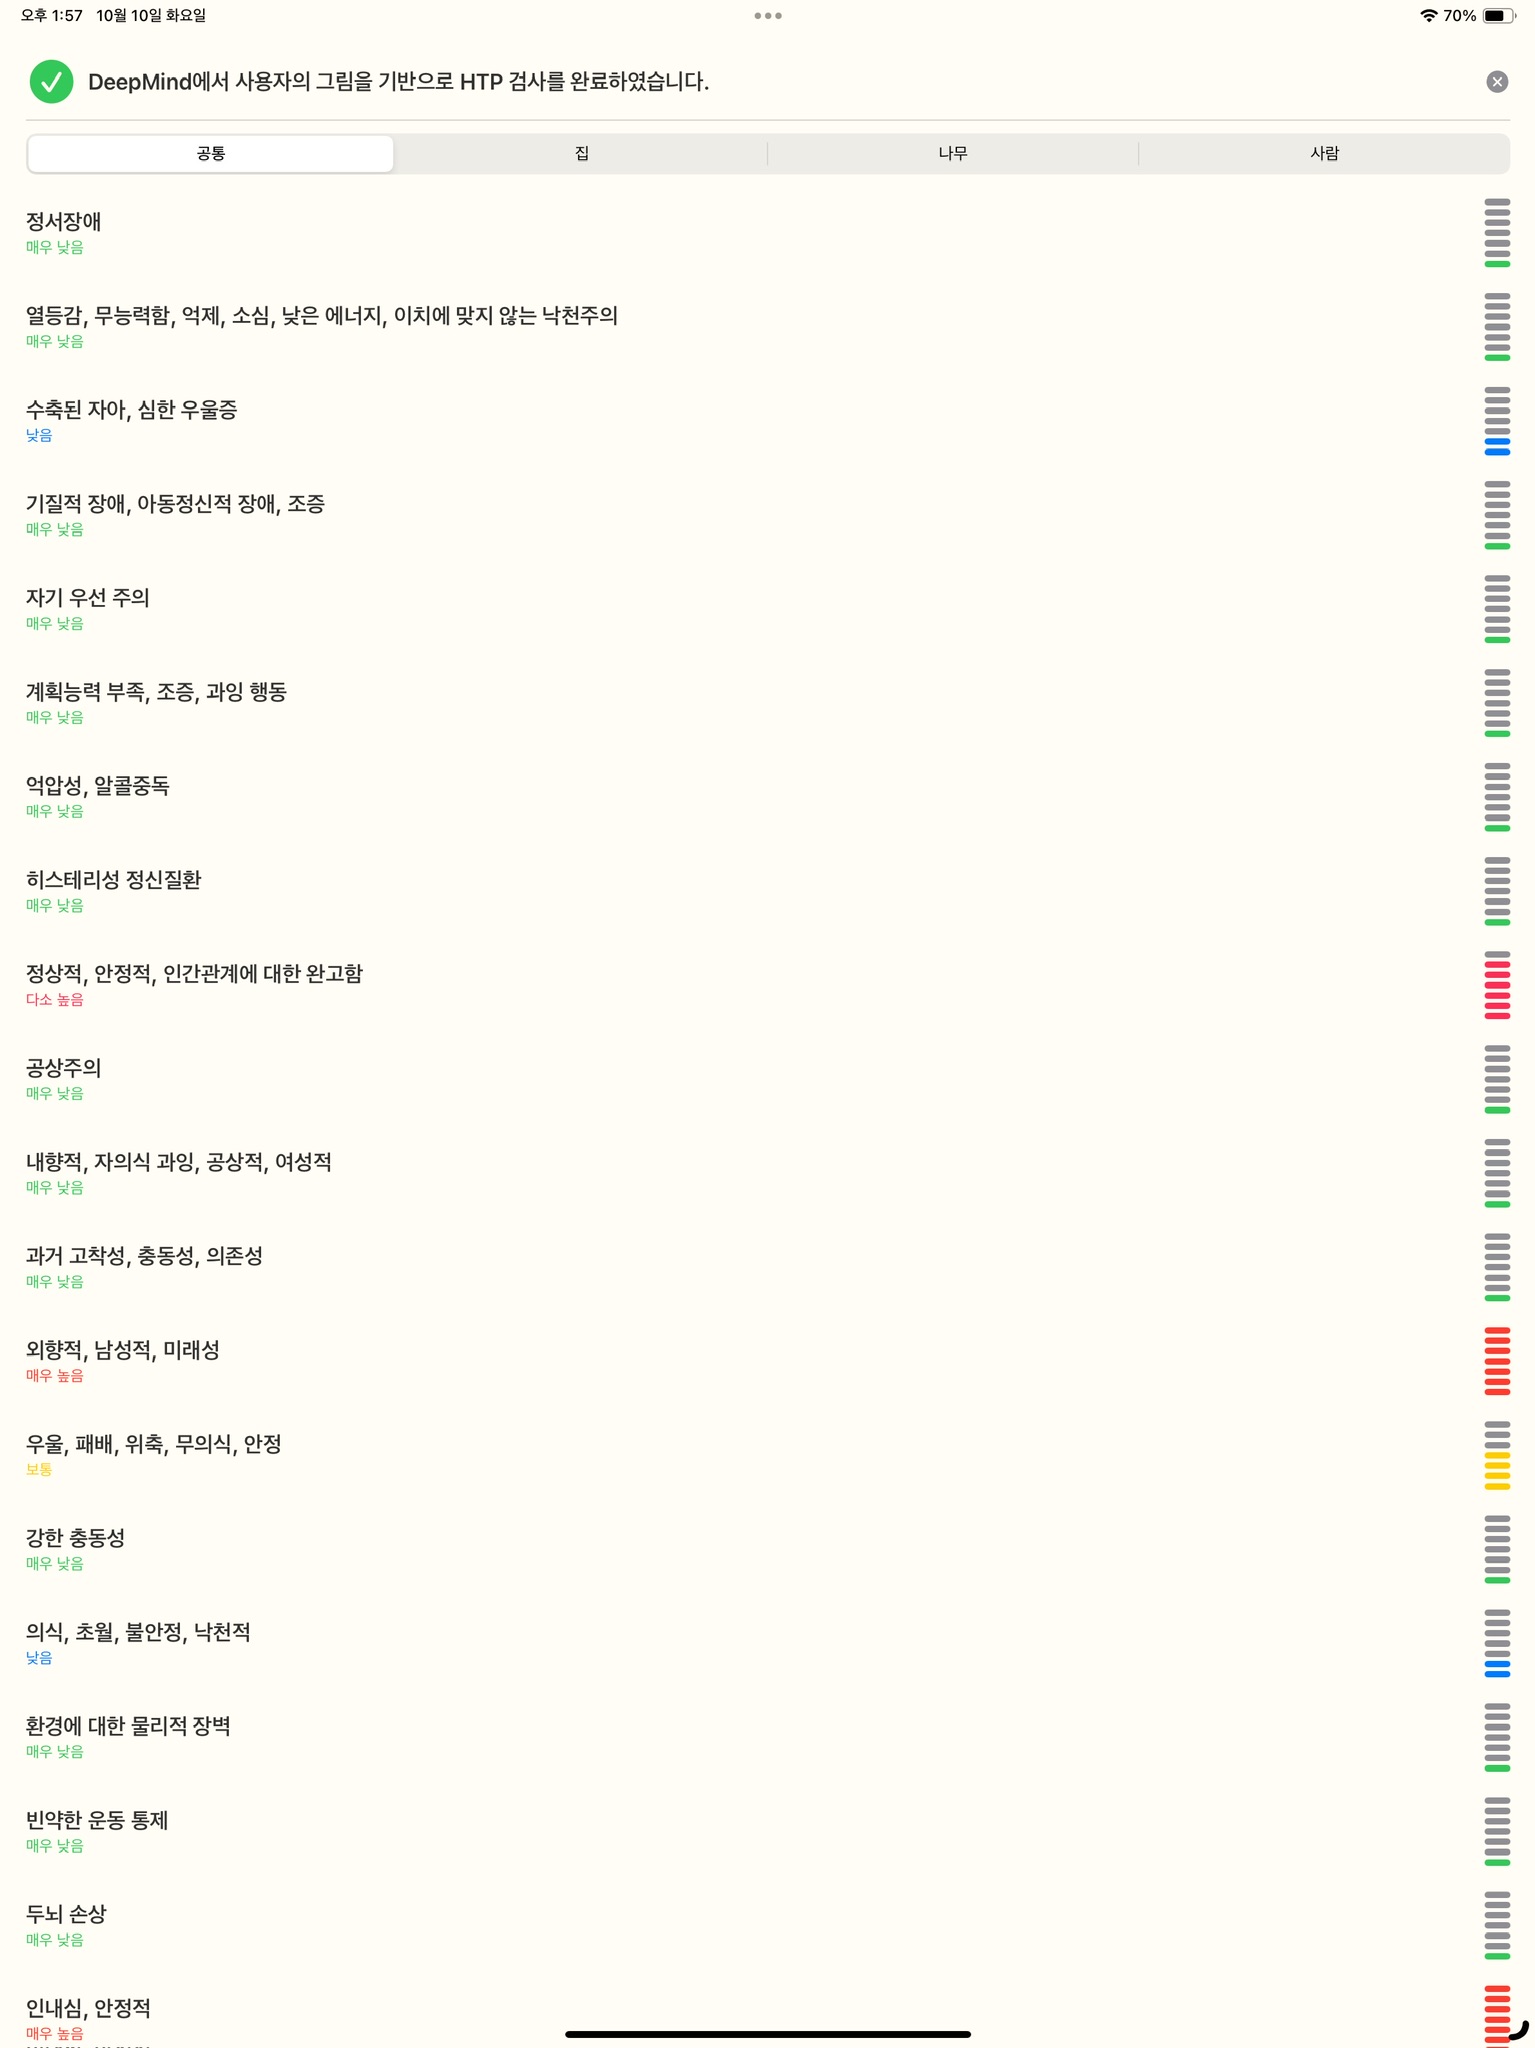 오후 1:57 10월 10일 화요일
70%
DeepMind에서 사용자의 그림을 기반으로 HTP 검사를 완료하였습니다.
공통 집 나무 사람
정서장애
매우 낮음
열등감, 무능력함, 억제, 소심, 낮은 에너지, 이치에 맞지 않는 낙천주의
매우 낮음
수축된 자아, 심한 우울증
낮음
기질적 장애, 아동정신적 장애, 조증
매우 낮음
자기 우선 주의
매우 낮음
계획능력 부족, 조증, 과잉 행동
매우 낮음
억압성, 알콜중독
매우 낮음
히스테리성 정신질환
매우 낮음
정상적, 안정적, 인간관계에 대한 완고함
다소 높음
공상주의
매우 낮음
내향적, 자의식 과잉, 공상적, 여성적
매우 낮음
과거 고착성, 충동성, 의존성
매우 낮음
외향적, 남성적, 미래성
매우 높음
우울, 패배, 위축, 무의식, 안정
보통
강한 충동성
매우 낮음
의식, 초월, 불안정, 낙천적
낮음
환경에 대한 물리적 장벽
매우 낮음
빈약한 운동 통제
매우 낮음
두뇌 손상
매우 낮음
인내심, 안정적
매우 높음